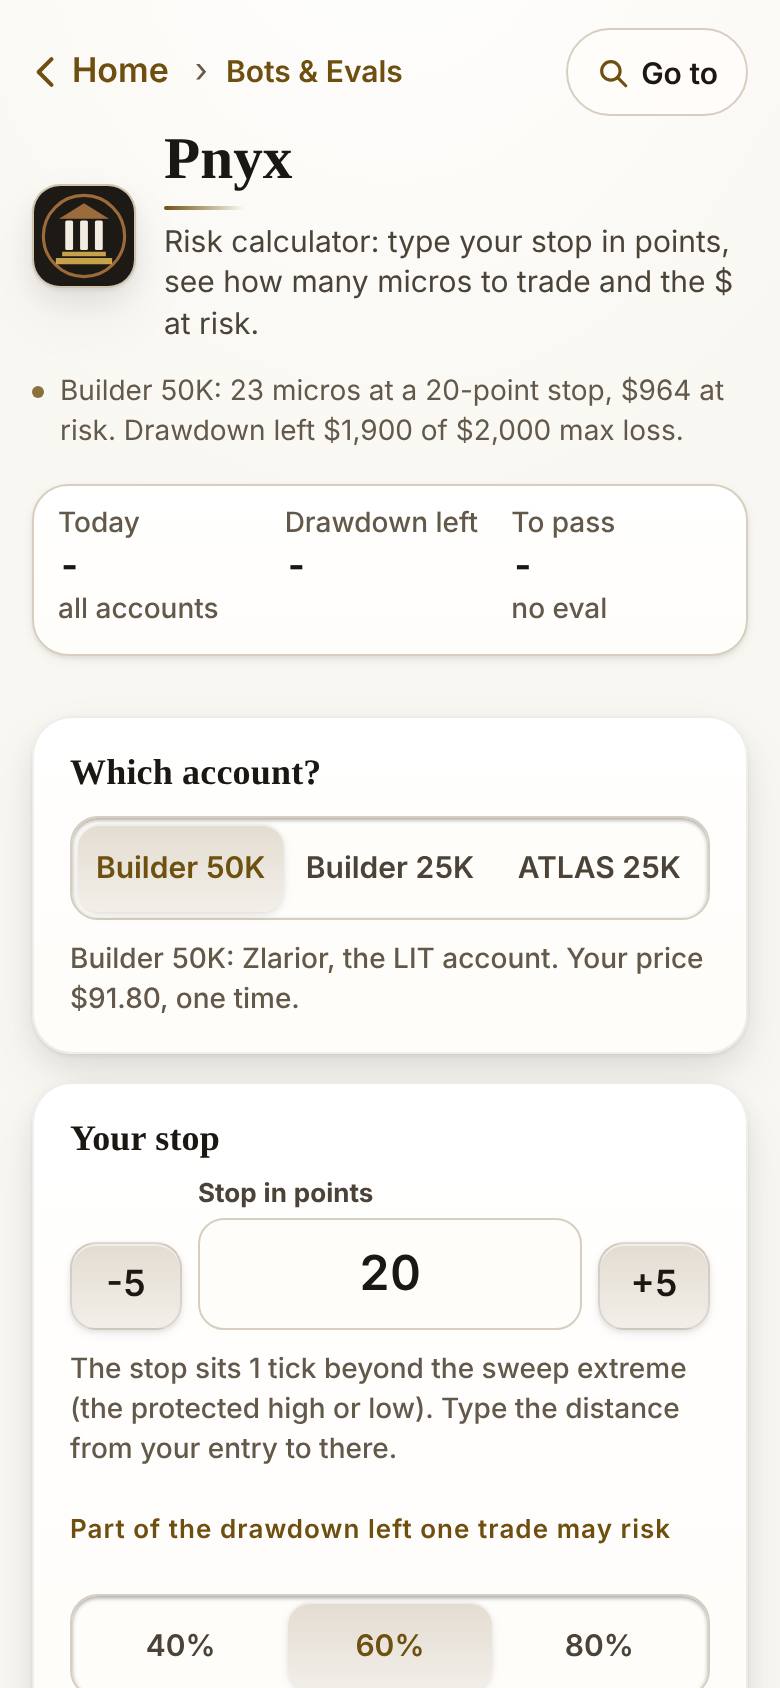 Home › Bots & Evals
Go to
Pnyx
Risk calculator: type your stop in points,
see how many micros to trade and the $
at risk.
Builder 50K: 23 micros at a 20-point stop, $964 at
risk. Drawdown left $1,900 of $2,000 max loss.
Today
-
all accounts
Drawdown left
-
To pass
-
no eval
Which account?
Builder 50K
Builder 25K
ATLAS 25K
Builder 50K: Zlarior, the LIT account. Your price
$91.80, one time.
Your stop
Stop in points
-5
20
+5
The stop sits 1 tick beyond the sweep extreme
(the protected high or low). Type the distance
from your entry to there.
Part of the drawdown left one trade may risk
40%
60%
80%